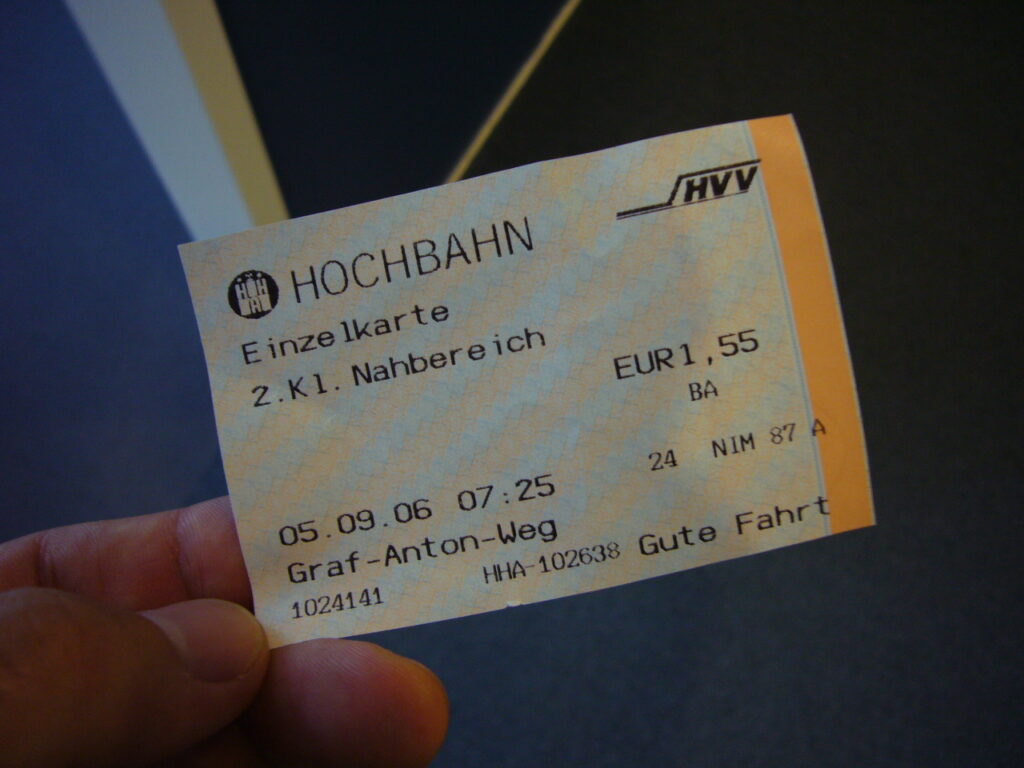 HVV
HOCHBAHN
Einzelkarte
2.Kl. Nahbereich
EUR1,55
BA
24 NIM 87 A
05.09.06 07:25
Graf-Anton-Weg
1024141 HHA-102638 Gute Fahrt